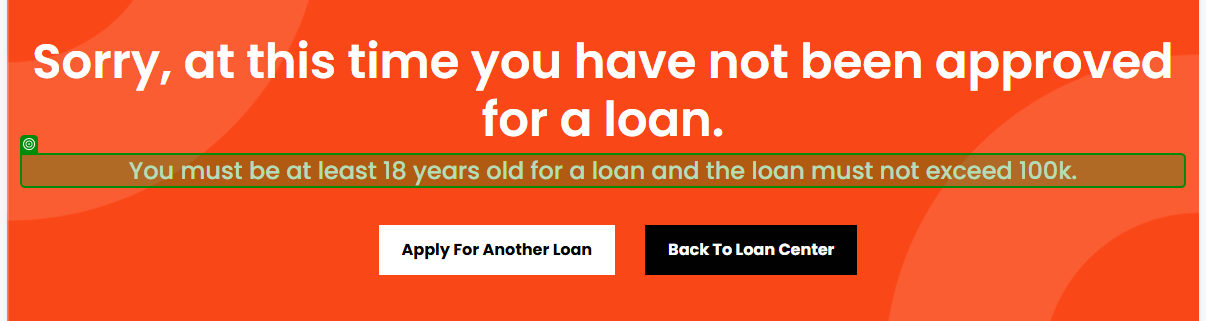 Sorry, at this time you have not been approved
for a loan.
You must be at least 18 years old for a loan and the loan must not exceed 100k.
Apply For Another Loan
Back To Loan Center